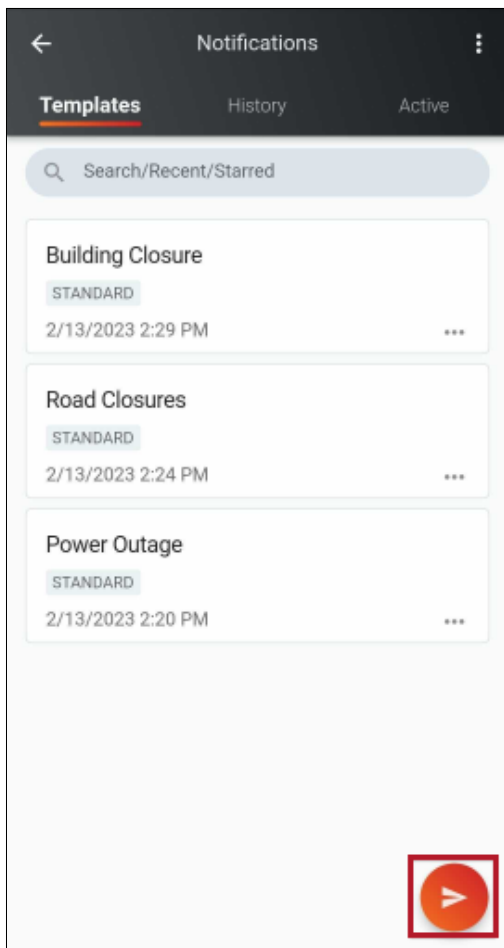 Notifications
Templates History Active
Search/Recent/Starred
Building Closure
STANDARD
2/13/2023 2:29 PM
Road Closures
STANDARD
2/13/2023 2:24 PM
Power Outage
STANDARD
2/13/2023 2:20 PM